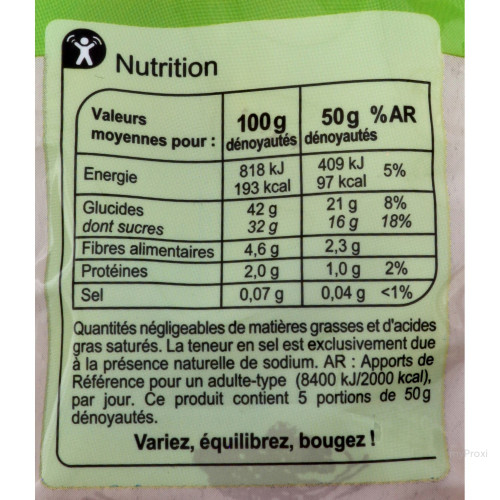 Nutrition
Valeurs moyennes pour : 100g dénoyautés 50g dénoyautés %AR
Energie 818 kJ 193 kcal 409 kJ 97 kcal 5%
Glucides 42 g 21 g 8%
dont sucres 32 g 16 g 18%
Fibres alimentaires 4,6 g 2,3 g
Protéines 2,0 g 1,0 g 2%
Sel 0,07 g 0,04 g <1%
Quantités négligeables de matières grasses et d'acides
gras saturés. La teneur en sel est exclusivement due
à la présence naturelle de sodium. AR : Apports de
Référence pour un adulte-type (8400 kJ/2000 kcal),
par jour. Ce produit contient 5 portions de 50g
dénoyautés.
Variez, équilibrez, bougez !
Proxi